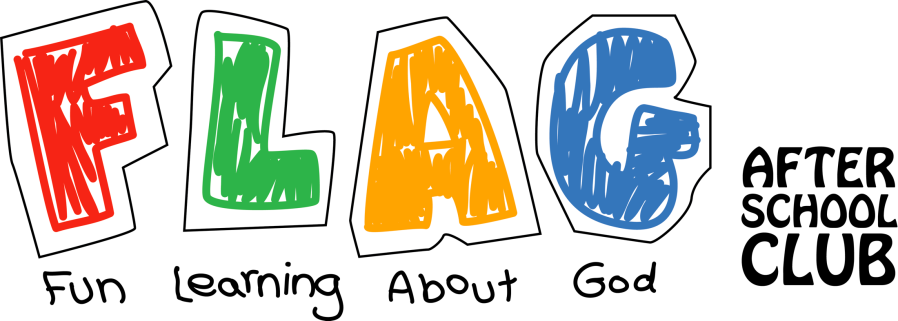 FLAG
Fun Learning About God
AFTER
SCHOOL
CLUB